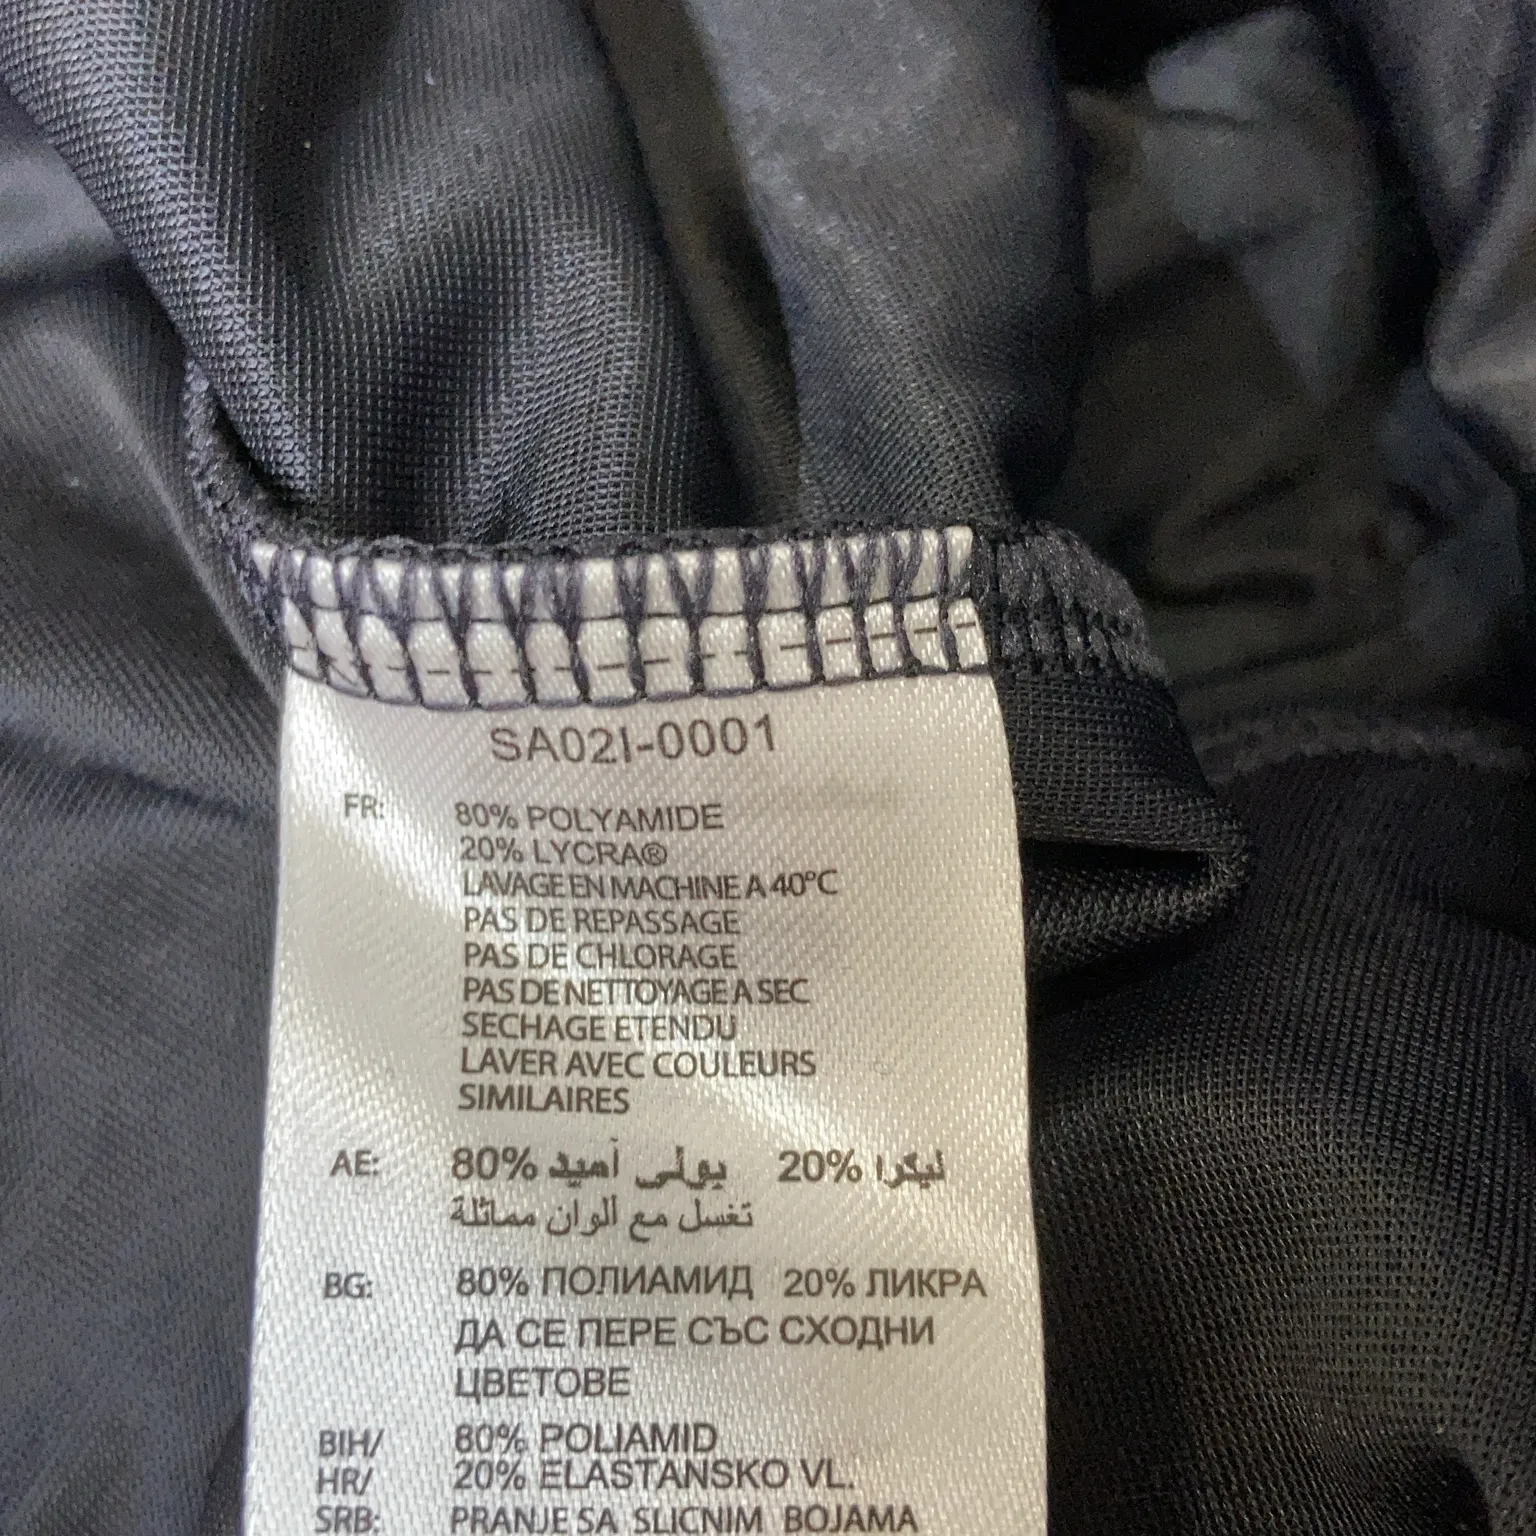 SA02I-0001
FR: 80% POLYAMIDE
20% LYCRA®
LAVAGE EN MACHINE A 40°C
PAS DE REPASSAGE
PAS DE CHLORAGE
PAS DE NETTOYAGE A SEC
SECHAGE ETENDU
LAVER AVEC COULEURS
SIMILAIRES
AE: 80% بولى أميد 20% ليكرا
تغسل مع الوان مماثلة
BG: 80% ПОЛИАМИД 20% ЛИКРА
ДА СЕ ПЕРЕ СЪС СХОДНИ
ЦВЕТОВЕ
BIH/ 80% POLIAMID
HR/ 20% ELASTANSKO VL.
SRB: PRANJE SA SLICNIM BOJAMA